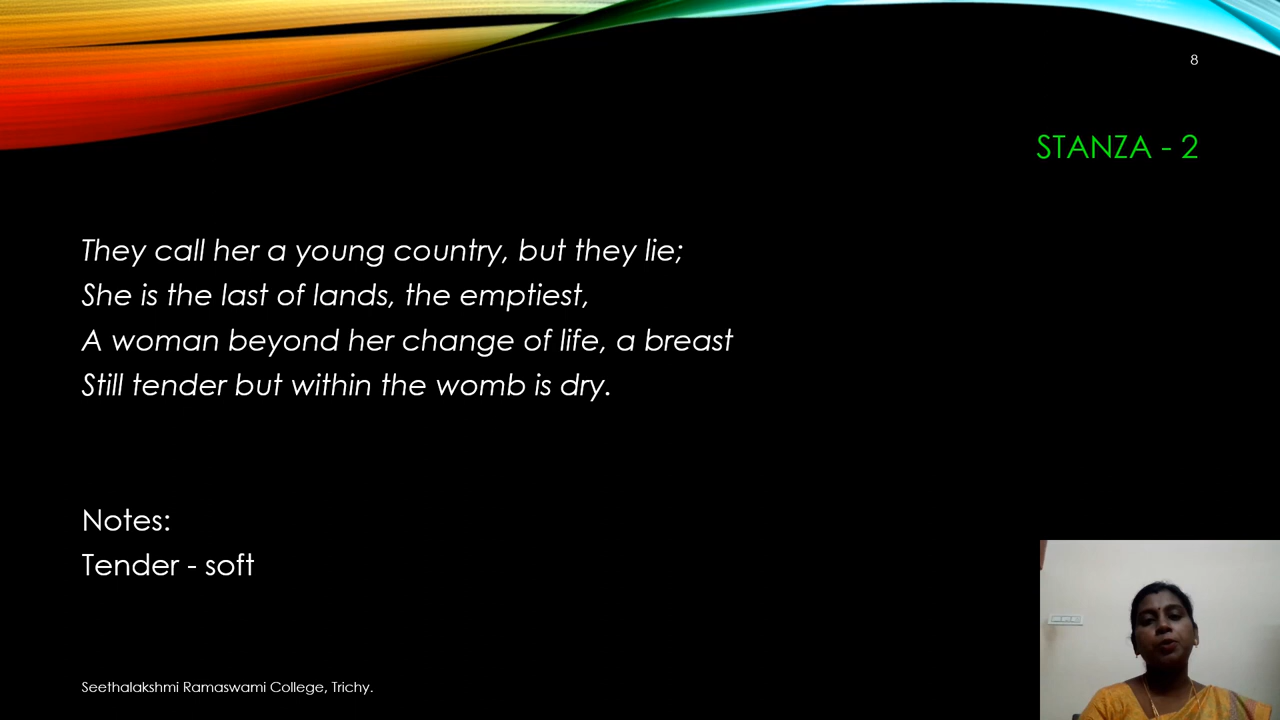 8
STANZA - 2
They call her a young country, but they lie;
She is the last of lands, the emptiest,
A woman beyond her change of life, a breast
Still tender but within the womb is dry.
Notes:
Tender - soft
Seethalakshmi Ramaswami College, Trichy.